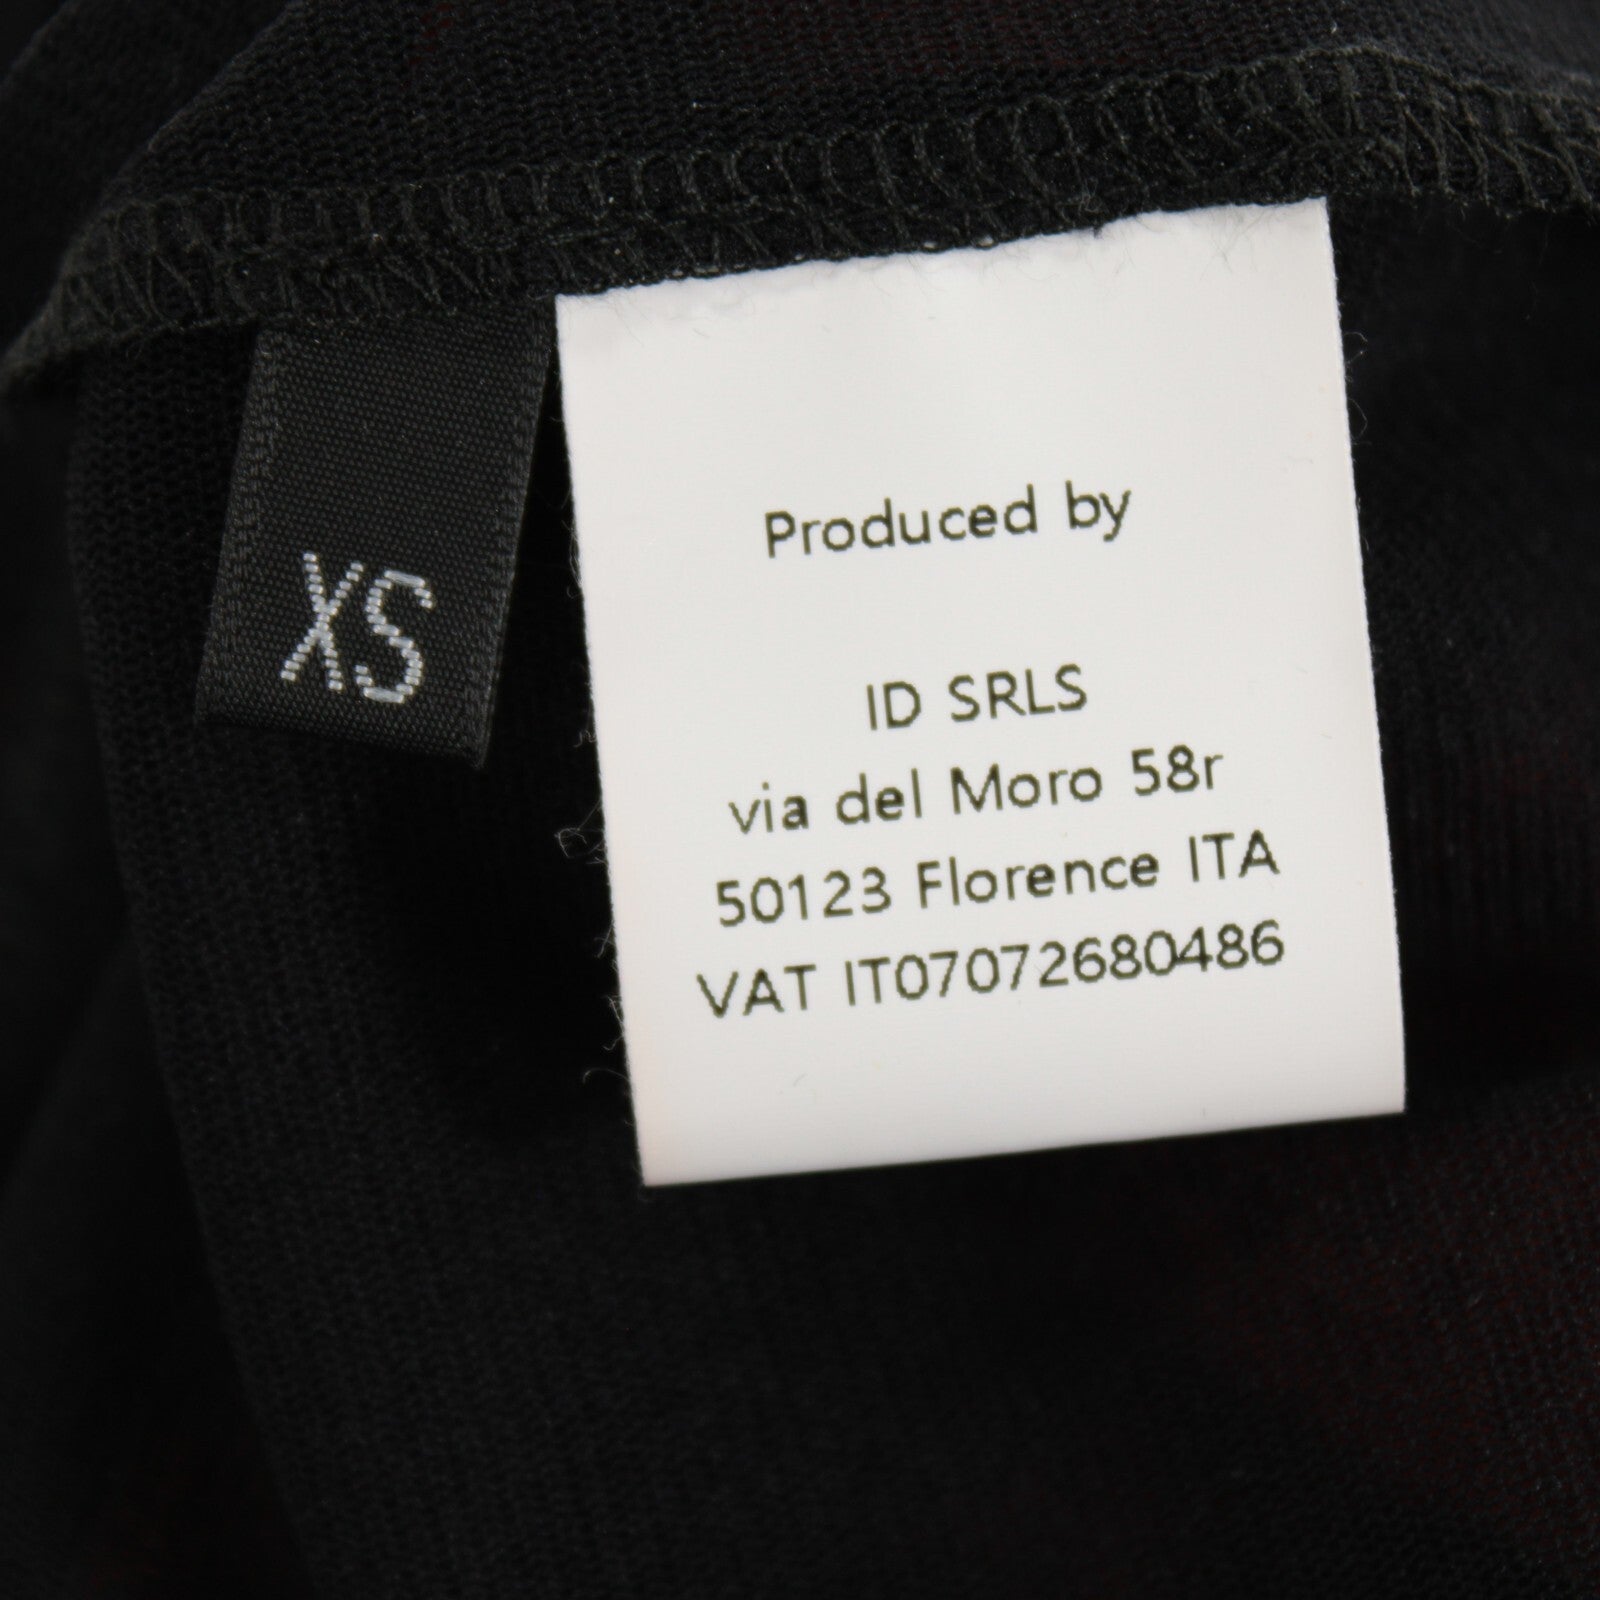 XS
Produced by
ID SRLS
via del Moro 58r
50123 Florence ITA
VAT IT07072680486